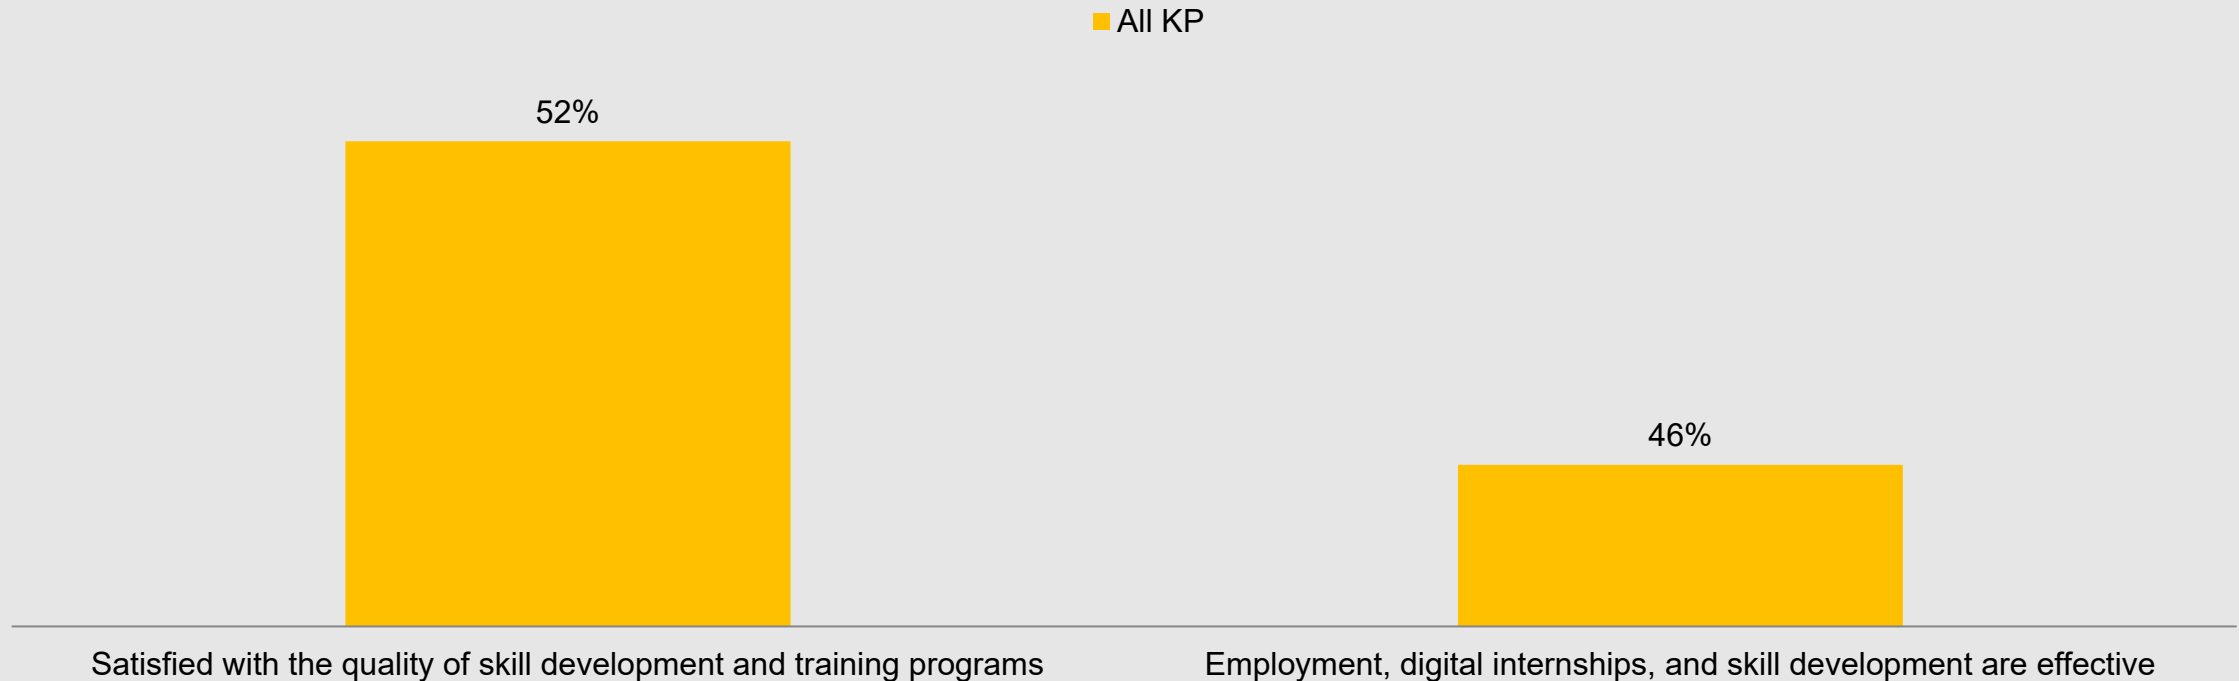 All KP
52%
46%
Satisfied with the quality of skill development and training programs
Employment, digital internships, and skill development are effective